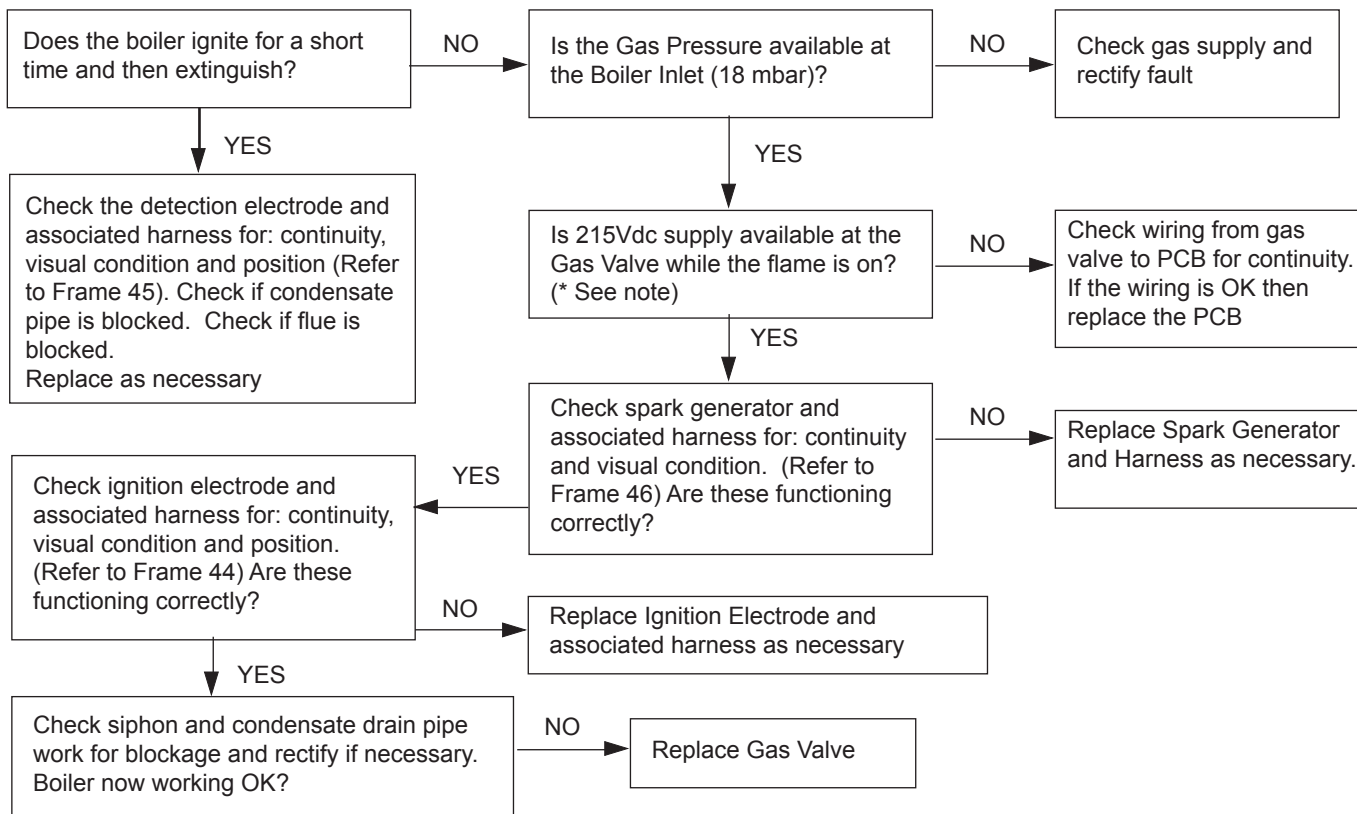 Does the boiler ignite for a short
time and then extinguish?
NO
Is the Gas Pressure available at
the Boiler Inlet (18 mbar)?
NO
Check gas supply and
rectify fault
YES
YES
Check the detection electrode and
associated harness for: continuity,
visual condition and position (Refer
to Frame 45). Check if condensate
pipe is blocked.  Check if flue is
blocked.
Replace as necessary
Is 215Vdc supply available at the
Gas Valve while the flame is on?
(* See note)
NO
Check wiring from gas
valve to PCB for continuity.
If the wiring is OK then
replace the PCB
YES
Check spark generator and
associated harness for: continuity
and visual condition.  (Refer to
Frame 46) Are these functioning
correctly?
NO
Replace Spark Generator
and Harness as necessary.
YES
Check ignition electrode and
associated harness for: continuity,
visual condition and position.
(Refer to Frame 44) Are these
functioning correctly?
NO
Replace Ignition Electrode and
associated harness as necessary
YES
Check siphon and condensate drain pipe
work for blockage and rectify if necessary.
Boiler now working OK?
NO
Replace Gas Valve